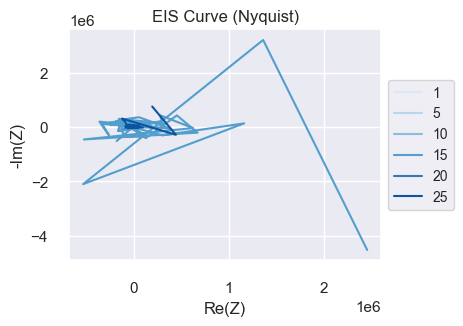 EIS Curve (Nyquist)
1e6
2
0
−2
−4
-Im(Z)
0
1
2
Re(Z)
1e6
1
5
10
15
20
25